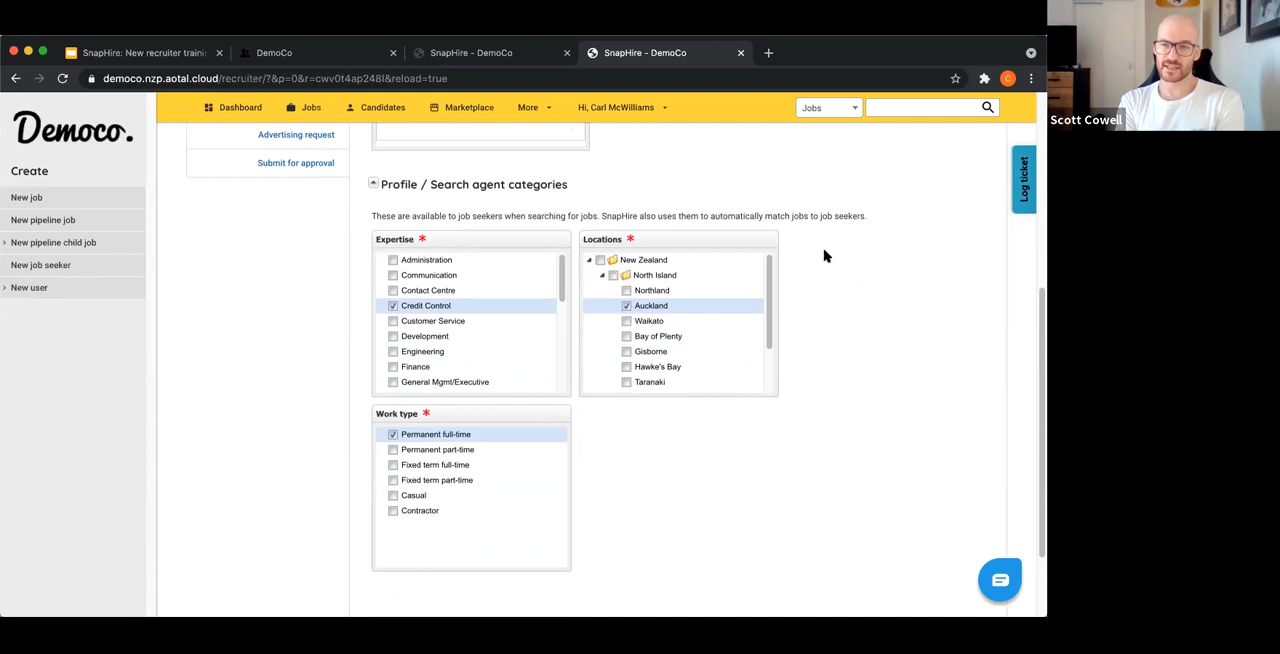 SnapHire: New recruiter traini
DemoCo
SnapHire - DemoCo
SnapHire - DemoCo
democo.nzp.aotal.cloud/recruiter/?&p=0&r=cwv0t4ap248l&reload=true
C
Scott Cowell
Democo.
Dashboard
Jobs
Candidates
Marketplace
More
Hi, Carl McWilliams
Jobs
Create
New job
New pipeline job
New pipeline child job
New job seeker
New user
Advertising request
Submit for approval
Log ticket
Profile / Search agent categories
These are available to job seekers when searching for jobs. SnapHire also uses them to automatically match jobs to job seekers.
Expertise *
Administration
Communication
Contact Centre
Credit Control
Customer Service
Development
Engineering
Finance
General Mgmt/Executive
Locations *
New Zealand
North Island
Northland
Auckland
Waikato
Bay of Plenty
Gisborne
Hawke's Bay
Taranaki
Work type *
Permanent full-time
Permanent part-time
Fixed term full-time
Fixed term part-time
Casual
Contractor